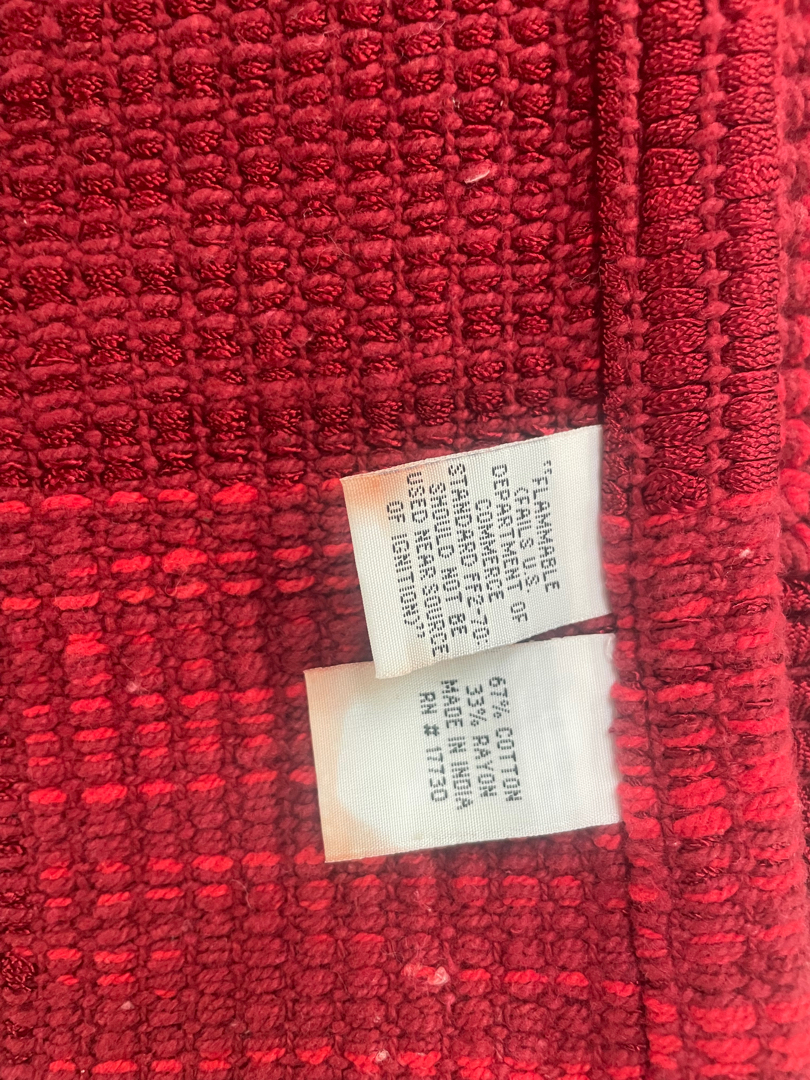 "FLAMMABLE
(FAILS U.S.
DEPARTMENT OF
COMMERCE
STANDARD FF2-70:
SHOULD NOT BE
USED NEAR SOURCE
OF IGNITION)"
67% COTTON
33% RAYON
MADE IN INDIA
RN # 17730